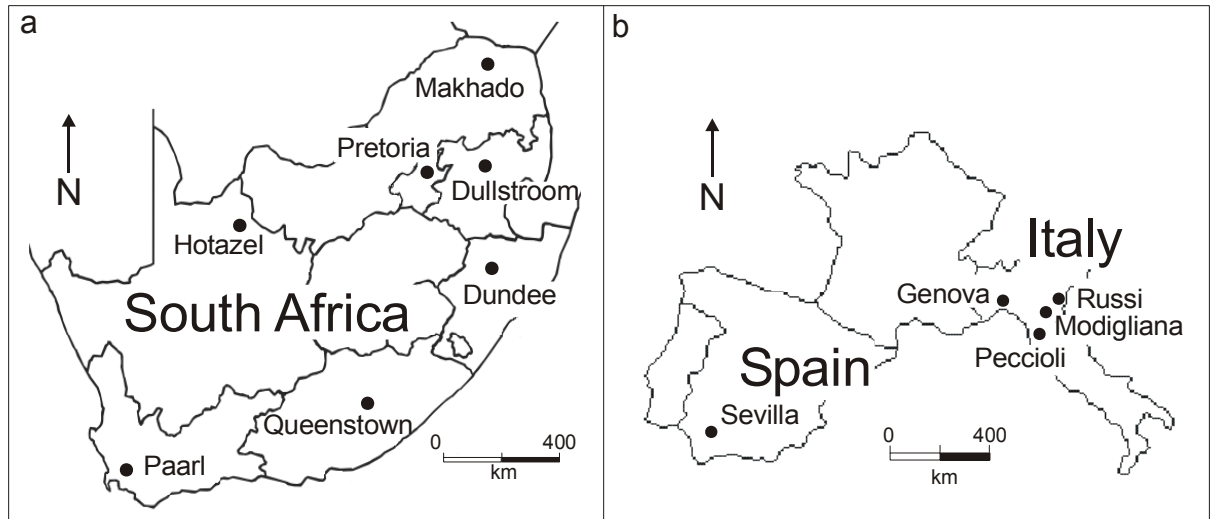 a
Makhado
Pretoria
N
Dullstroom
Hotazel
Dundee
South Africa
Queenstown
Paarl
0 400
km
b
N
Italy
Genova
Russi
Modigliana
Peccioli
Spain
Sevilla
0 400
km